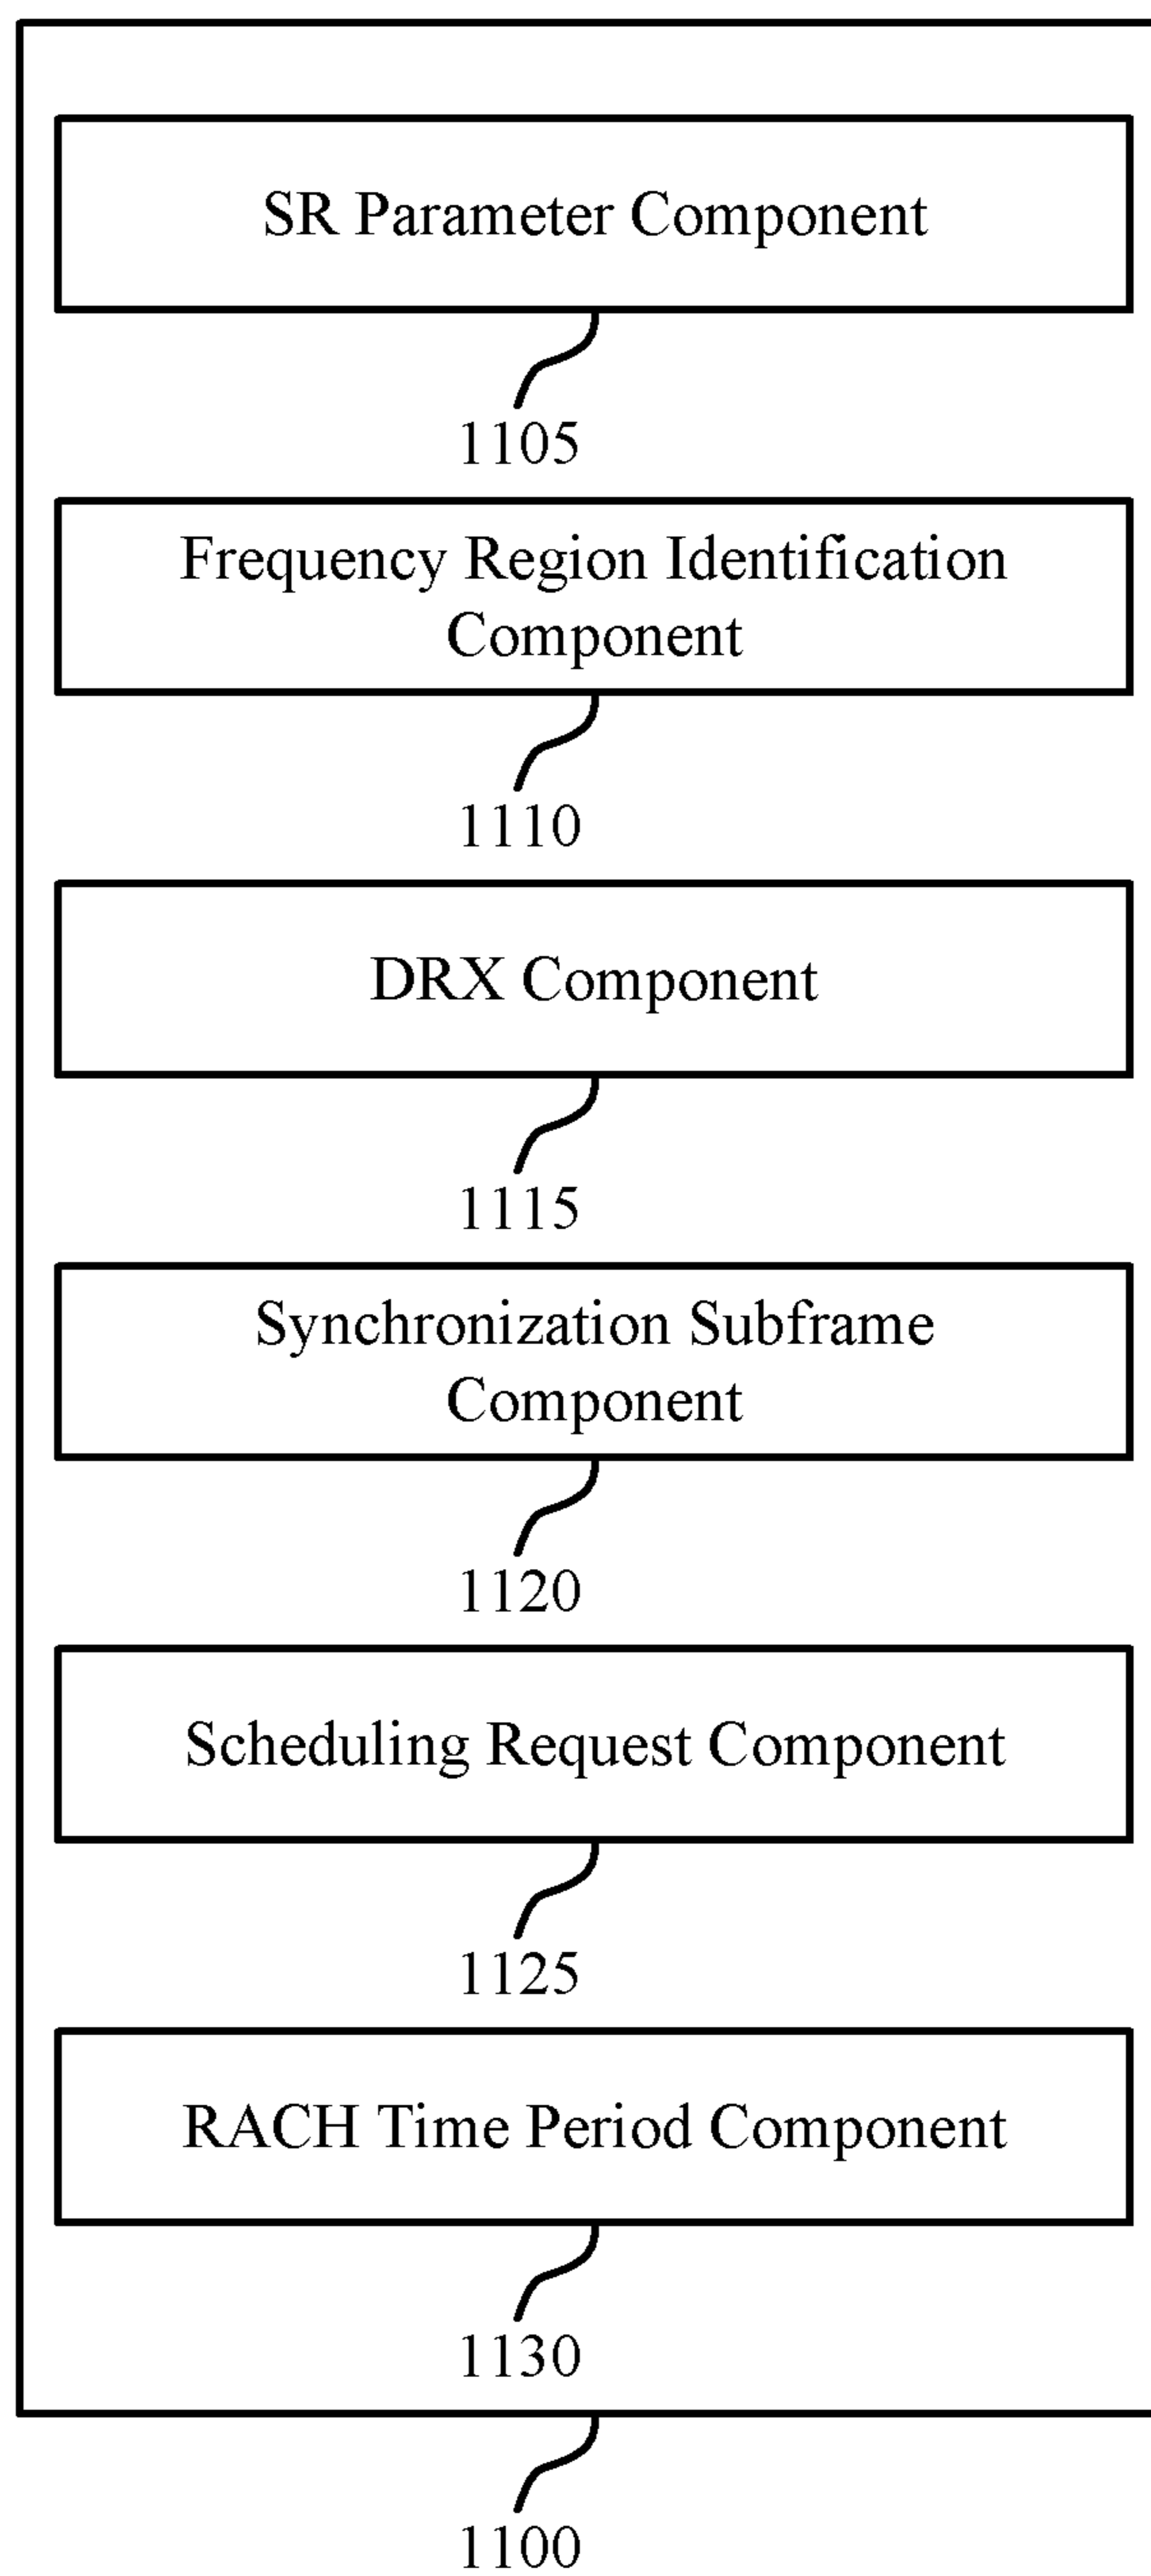 SR Parameter Component
1105
Frequency Region Identification
Component
1110
DRX Component
1115
Synchronization Subframe
Component
1120
Scheduling Request Component
1125
RACH Time Period Component
1130
1100